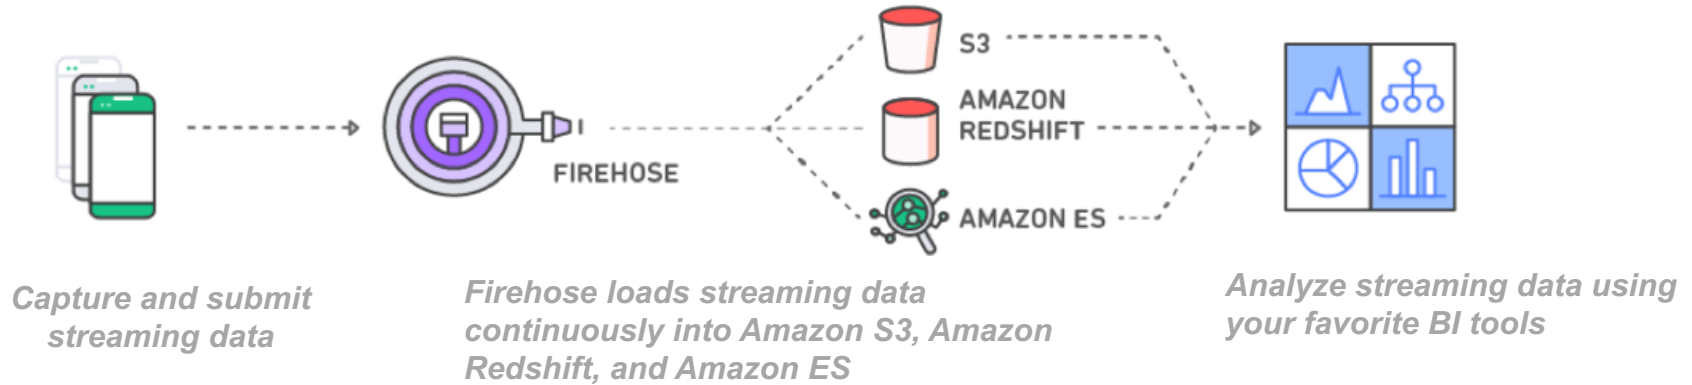 S3
AMAZON
REDSHIFT
FIREHOSE
AMAZON ES
Capture and submit
streaming data
Firehose loads streaming data
continuously into Amazon S3, Amazon
Redshift, and Amazon ES
Analyze streaming data using
your favorite BI tools